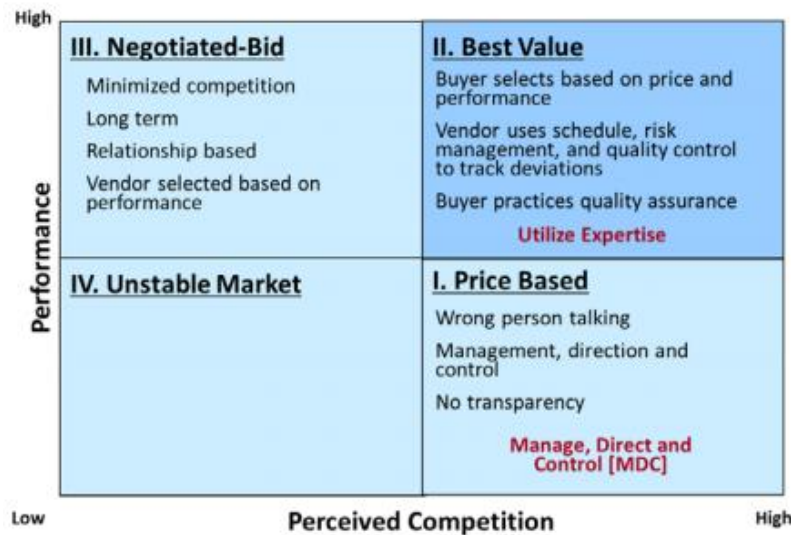 High
III. Negotiated-Bid
Minimized competition
Long term
Relationship based
Vendor selected based on
performance
II. Best Value
Buyer selects based on price and
performance
Vendor uses schedule, risk
management, and quality control
to track deviations
Buyer practices quality assurance
Utilize Expertise
Performance
IV. Unstable Market
I. Price Based
Wrong person talking
Management, direction and
control
No transparency
Manage, Direct and
Control [MDC]
Low
Perceived Competition
High